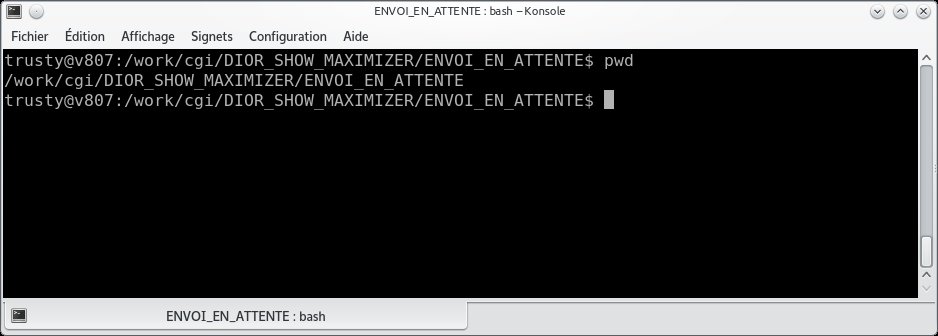 ENVOI_EN_ATTENTE : bash – Konsole
Fichier Édition Affichage Signets Configuration Aide
trusty@v807:/work/cgi/DIOR_SHOW_MAXIMIZER/ENVOI_EN_ATTENTE$ pwd
/work/cgi/DIOR_SHOW_MAXIMIZER/ENVOI_EN_ATTENTE
trusty@v807:/work/cgi/DIOR_SHOW_MAXIMIZER/ENVOI_EN_ATTENTE$
ENVOI_EN_ATTENTE : bash